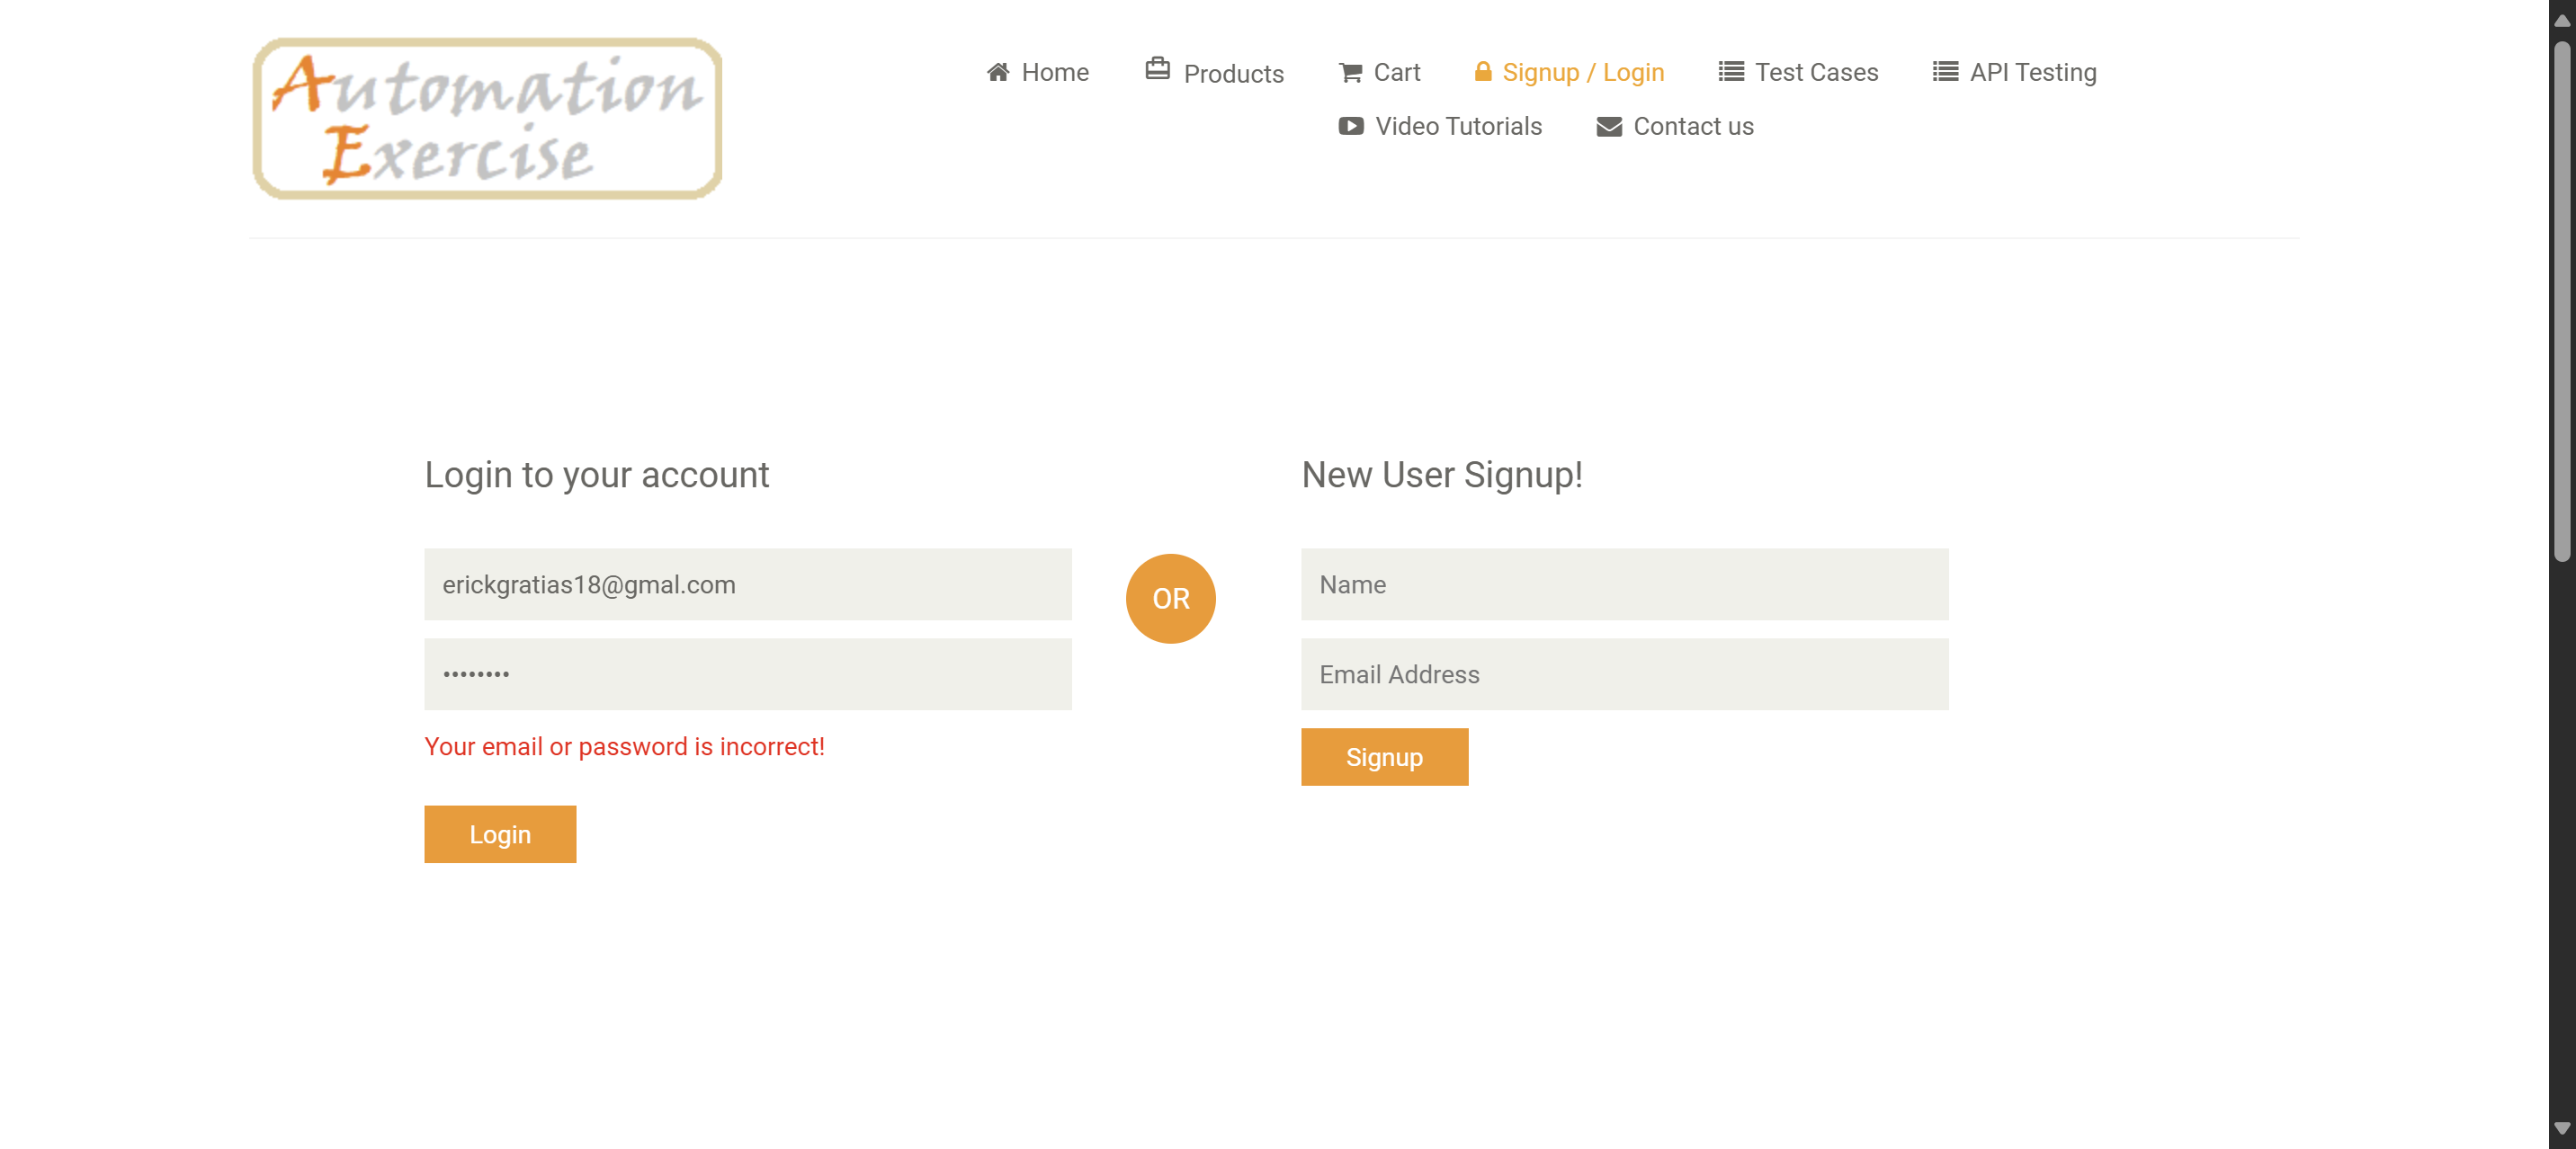 Automation
Exercise
Home
Products
Cart
Signup / Login
Test Cases
API Testing
Video Tutorials
Contact us
Login to your account
erickgratias18@gmal.com
••••••••
Your email or password is incorrect!
Login
OR
New User Signup!
Name
Email Address
Signup